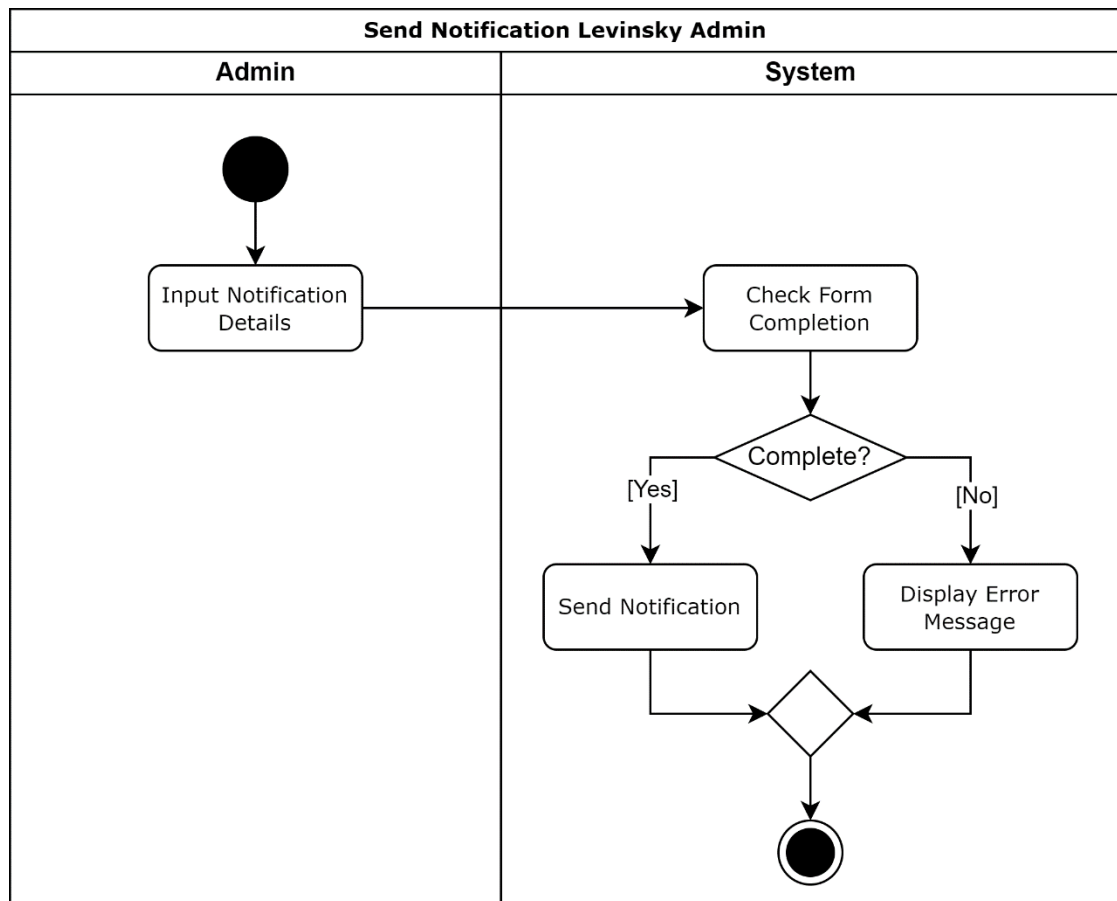 Send Notification Levinsky Admin
Admin
System
Input Notification
Details
Check Form
Completion
Complete?
[Yes]
[No]
Send Notification
Display Error
Message